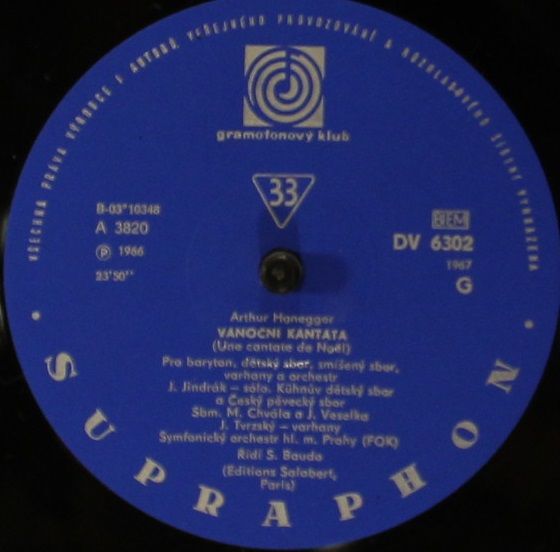 VŠECHNA PRÁVA VÝROBCE I AUTORŮ, VEŘEJNÉHO PROVOZOVÁNÍ A ROZHLASOVÉHO ŠÍŘENÍ VYHRAZENA
gramofonový klub
33
B-03*10348
A 3820
Ⓟ 1966
23'50''
BIEM
DV 6302
1967
G
Arthur Honegger
VÁNOČNÍ KANTÁTA
(Une cantate de Noël)
Pro baryton, dětský sbor, smíšený sbor,
varhany a orchestr
J. Jindrák – sólo. Kühnův dětský sbor
a Český pěvecký sbor
Sbm. M. Chvála a J. Veselka
J. Tvrzský – varhany
Symfonický orchestr hl. m. Prahy (FOK)
Řídí S. Baudo
(Editions Salabert,
Paris)
SUPRAPHON